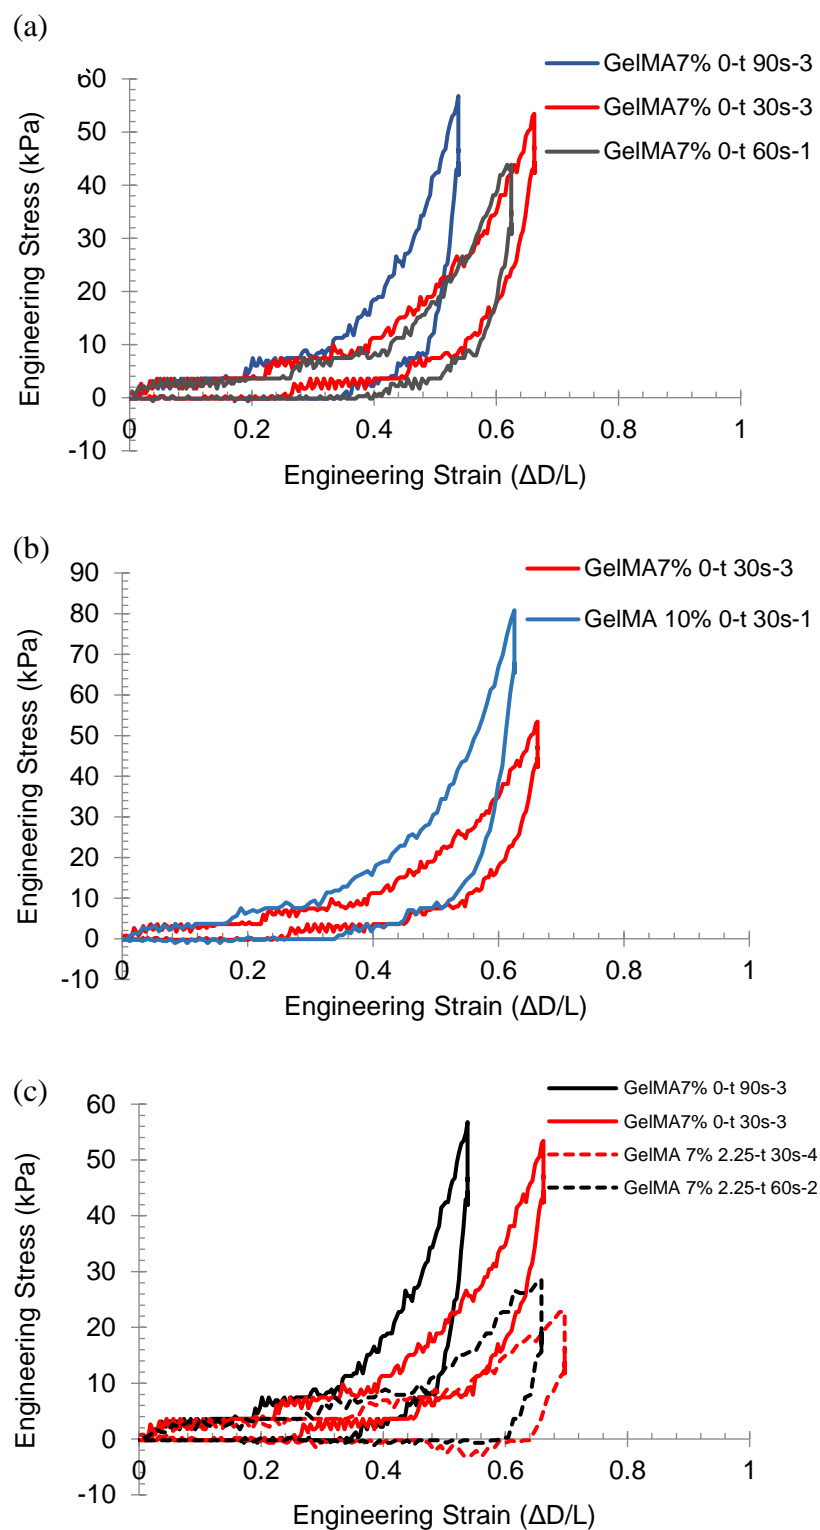 (a)
GelMA7% 0-t 90s-3
GelMA7% 0-t 30s-3
GelMA7% 0-t 60s-1
Engineering Stress (kPa)
60
50
40
30
20
10
0
-10
0 0.2 0.4 0.6 0.8 1
Engineering Strain (ΔD/L)
(b)
GelMA7% 0-t 30s-3
GelMA 10% 0-t 30s-1
Engineering Stress (kPa)
90
80
70
60
50
40
30
20
10
0
-10
0 0.2 0.4 0.6 0.8 1
Engineering Strain (ΔD/L)
(c)
GelMA7% 0-t 90s-3
GelMA7% 0-t 30s-3
GelMA 7% 2.25-t 30s-4
GelMA 7% 2.25-t 60s-2
Engineering Stress (kPa)
60
50
40
30
20
10
0
-10
0 0.2 0.4 0.6 0.8 1
Engineering Strain (ΔD/L)